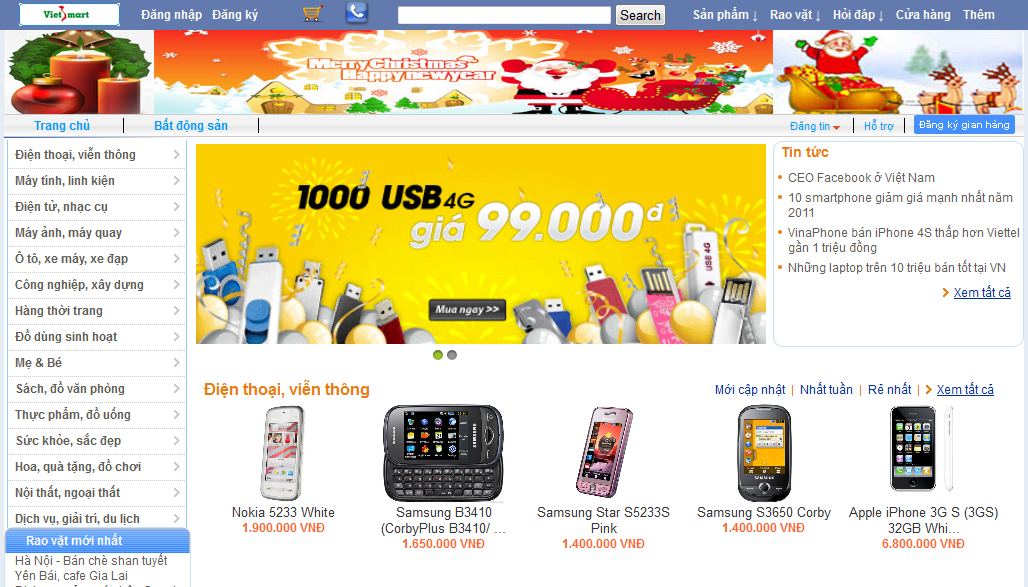 Viet mart
Đăng nhập Đăng ký
Search
Sản phẩm ↓ Rao vặt ↓ Hỏi đáp ↓ Cửa hàng Thêm
Merry Christmas
Happy new year
Trang chủ
Bất động sản
Đăng tin
Hỗ trợ
Đăng ký gian hàng
Điện thoại, viễn thông
Máy tính, linh kiện
Điện tử, nhạc cụ
Máy ảnh, máy quay
Ô tô, xe máy, xe đạp
Công nghiệp, xây dựng
Hàng thời trang
Đồ dùng sinh hoạt
Mẹ & Bé
Sách, đồ văn phòng
Thực phẩm, đồ uống
Sức khỏe, sắc đẹp
Hoa, quà tặng, đồ chơi
Nội thất, ngoại thất
Dịch vụ, giải trí, du lịch
Rao vặt mới nhất
Hà Nội - Bán chè shan tuyết
Yên Bái, cafe Gia Lai
1000 USB 4G
giá 99.000đ
USB 4G
Mua ngay >>
Tin tức
CEO Facebook ở Việt Nam
10 smartphone giảm giá mạnh nhất năm
2011
VinaPhone bán iPhone 4S thấp hơn Viettel
gần 1 triệu đồng
Những laptop trên 10 triệu bán tốt tại VN
Xem tất cả
Điện thoại, viễn thông
Mới cập nhật | Nhất tuần | Rẻ nhất | Xem tất cả
Nokia 5233 White
1.900.000 VNĐ
Samsung B3410
(CorbyPlus B3410/ ...
1.650.000 VNĐ
Samsung Star S5233S
Pink
1.400.000 VNĐ
Samsung S3650 Corby
1.400.000 VNĐ
Apple iPhone 3G S (3GS)
32GB Whi...
6.800.000 VNĐ